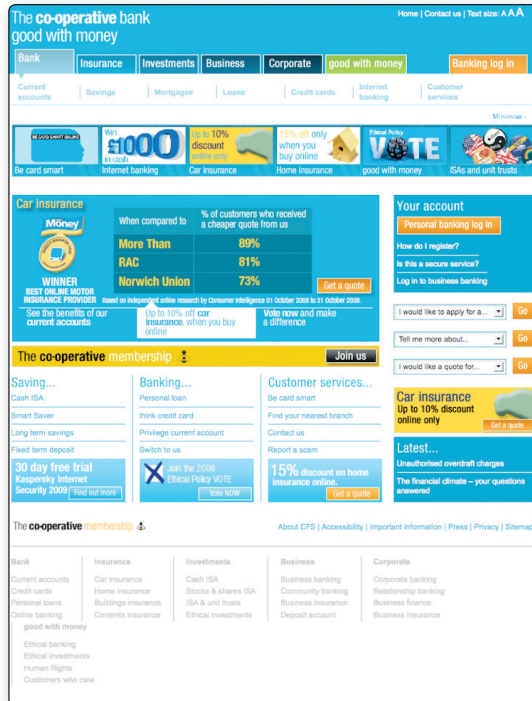 The co-operative bank
good with money
Home | Contact us | Text size: A A A
Bank
Insurance
Investments
Business
Corporate
good with money
Banking log in
Current accounts
Savings
Mortgages
Loans
Credit cards
Internet banking
Customer services
Minimise -
BE CARD SMART ONLINE
Be card smart
Win
£1000
in cash
Internet banking
Up to 10%
discount
online only
Car insurance
15% off only
when you
buy online
Home insurance
Ethical Policy
VOTE
good with money
ISAs and unit trusts
Car insurance
Money
WINNER
BEST ONLINE MOTOR
INSURANCE PROVIDER
When compared to
% of customers who received
a cheaper quote from us
More Than 89%
RAC 81%
Norwich Union 73%
Get a quote
Based on independent online research by Consumer Intelligence 01 October 2008 to 31 October 2008.
See the benefits of our
current accounts
Up to 10% off car
insurance, when you buy
online
Vote now and make
a difference
The co-operative membership
Join us
Saving...
Cash ISA
Smart Saver
Long term savings
Fixed term deposit
30 day free trial
Kaspersky Internet
Security 2009
Find out more
Banking...
Personal loan
think credit card
Privilege current account
Switch to us
Join the 2008
Ethical Policy VOTE
Vote NOW
Customer services...
Be card smart
Find your nearest branch
Contact us
Report a scam
15% discount on home
insurance online.
Get a quote
Your account
Personal banking log in
How do I register?
Is this a secure service?
Log in to business banking
I would like to apply for a...
Go
Tell me more about...
Go
I would like a quote for...
Go
Car insurance
Up to 10% discount
online only
Get a quote
Latest...
Unauthorised overdraft charges
The financial climate – your questions
answered
The co-operative membership
About CFS | Accessibility | Important information | Press | Privacy | Sitemap
Bank
Current accounts
Credit cards
Personal loans
Online banking
Insurance
Car insurance
Home insurance
Buildings insurance
Contents insurance
Investments
Cash ISA
Stocks & shares ISA
ISA & unit trusts
Ethical investments
Business
Business banking
Community banking
Business insurance
Deposit account
Corporate
Corporate banking
Relationship banking
Business finance
Business insurance
good with money
Ethical banking
Ethical investments
Human Rights
Customers who care